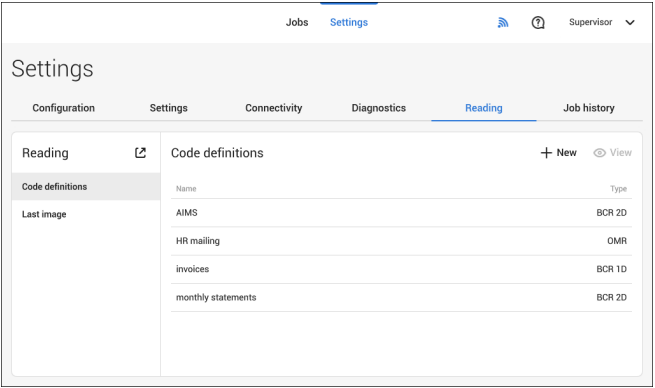 Jobs Settings Supervisor
Settings
Configuration Settings Connectivity Diagnostics Reading Job history
Reading Code definitions New View
Code definitions Name Type
Last image AIMS BCR 2D
HR mailing OMR
invoices BCR 1D
monthly statements BCR 2D